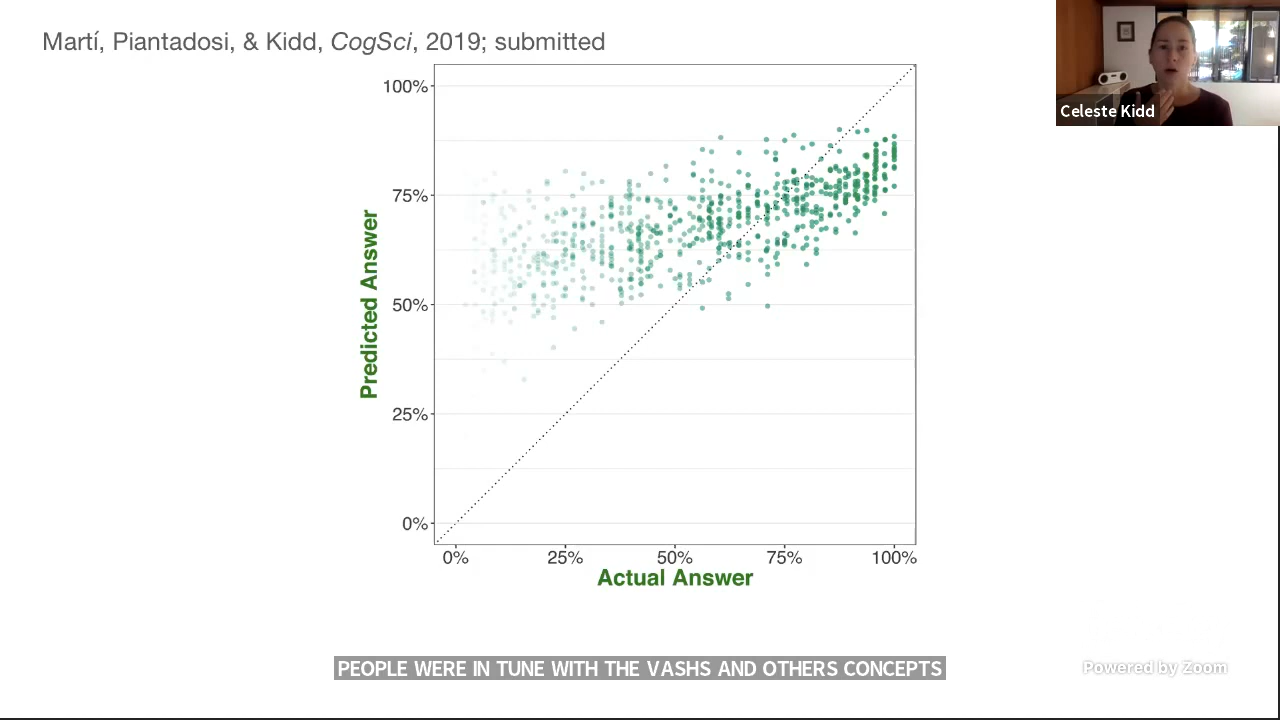 Martí, Piantadosi, & Kidd, CogSci, 2019; submitted
Celeste Kidd
100%
75%
50%
25%
0%
Predicted Answer
0% 25% 50% 75% 100%
Actual Answer
PEOPLE WERE IN TUNE WITH THE VASHS AND OTHERS CONCEPTS
Powered by Zoom